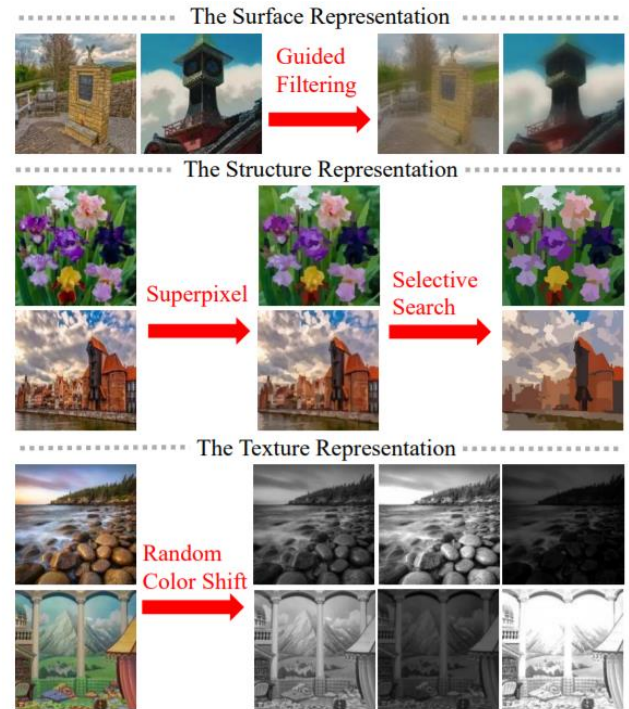 The Surface Representation
Guided
Filtering
The Structure Representation
Superpixel
Selective
Search
The Texture Representation
Random
Color Shift